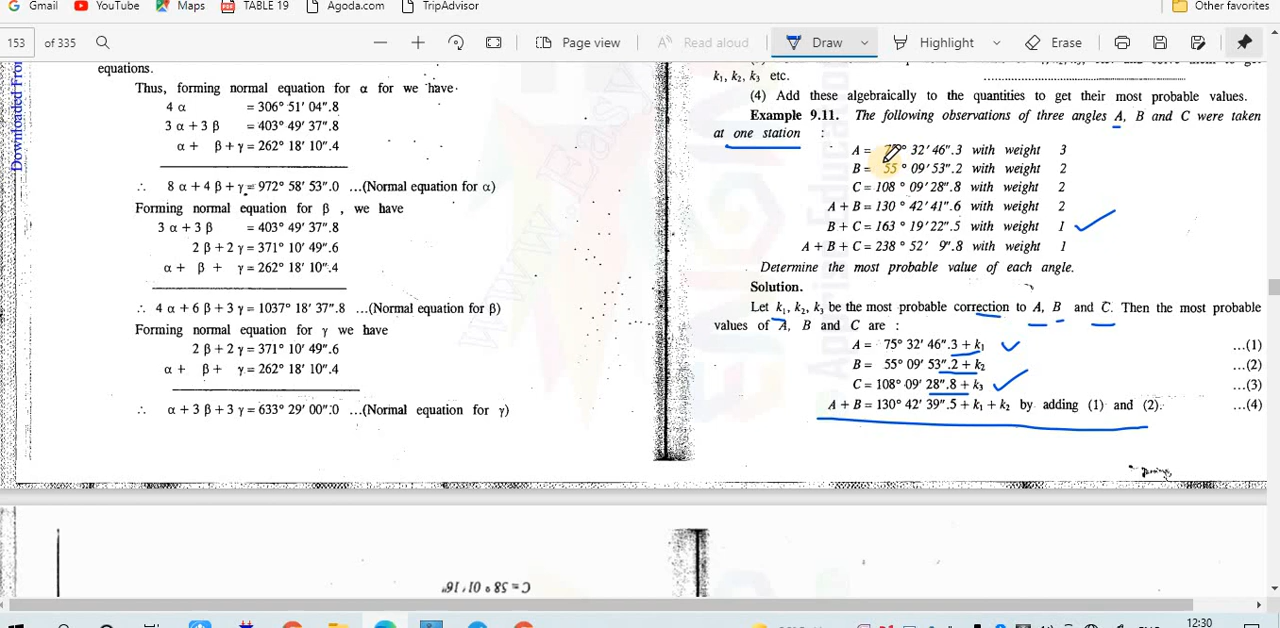 Gmail YouTube Maps TABLE 19 Agoda.com TripAdvisor Other favorites
153 of 335 Page view Read aloud Draw Highlight Erase
equations.
Thus, forming normal equation for α for we have
4 α = 306° 51' 04".8
3 α + 3 β = 403° 49' 37".8
α + β + γ = 262° 18' 10".4
∴ 8 α + 4 β + γ = 972° 58' 53".0 ...(Normal equation for α)
Forming normal equation for β , we have
3 α + 3 β = 403° 49' 37".8
2 β + 2 γ = 371° 10' 49".6
α + β + γ = 262° 18' 10".4
∴ 4 α + 6 β + 3 γ = 1037° 18' 37".8 ...(Normal equation for β)
Forming normal equation for γ we have
2 β + 2 γ = 371° 10' 49".6
α + β + γ = 262° 18' 10".4
∴ α + 3 β + 3 γ = 633° 29' 00".0 ...(Normal equation for γ)
Downloaded From
k₁, k₂, k₃ etc.
(4) Add these algebraically to the quantities to get their most probable values.
Example 9.11. The following observations of three angles A, B and C were taken
at one station :
A = ° 32' 46".3 with weight 3
B = 55 ° 09' 53".2 with weight 2
C = 108 ° 09' 28".8 with weight 2
A + B = 130 ° 42' 41".6 with weight 2
B + C = 163 ° 19' 22".5 with weight 1
A + B + C = 238 ° 52' 9".8 with weight 1
Determine the most probable value of each angle.
Solution.
Let k₁, k₂, k₃ be the most probable correction to A, B and C. Then the most probable
values of A, B and C are :
A = 75° 32' 46".3 + k₁ ...(1)
B = 55° 09' 53".2 + k₂ ...(2)
C = 108° 09' 28".8 + k₃ ...(3)
A + B = 130° 42' 39".5 + k₁ + k₂ by adding (1) and (2). ...(4)
C = 58 ° 01' 16"
12:30